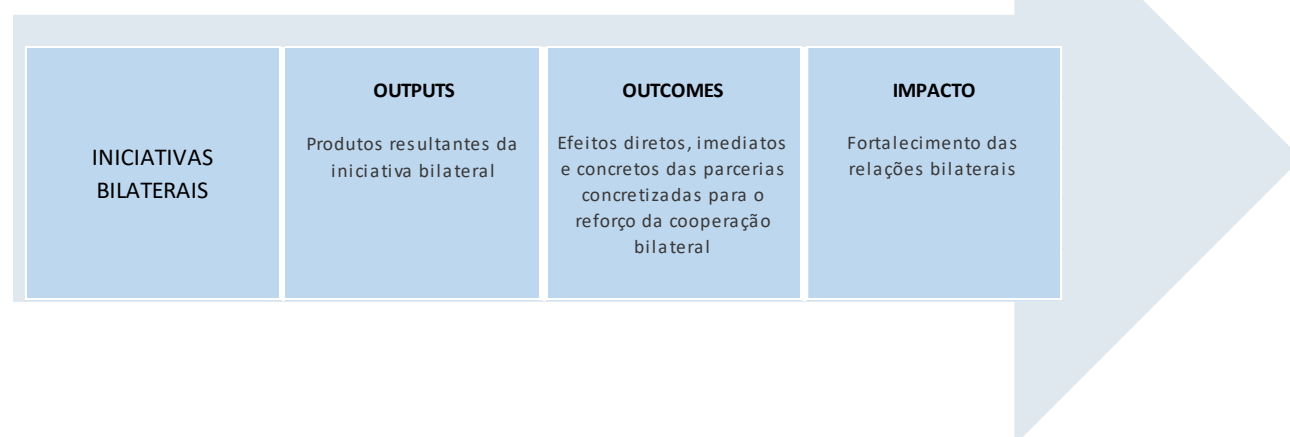 INICIATIVAS
BILATERAIS
OUTPUTS
Produtos resultantes da
iniciativa bilateral
OUTCOMES
Efeitos diretos, imediatos
e concretos das parcerias
concretizadas para o
reforço da cooperação
bilateral
IMPACTO
Fortalecimento das
relações bilaterais